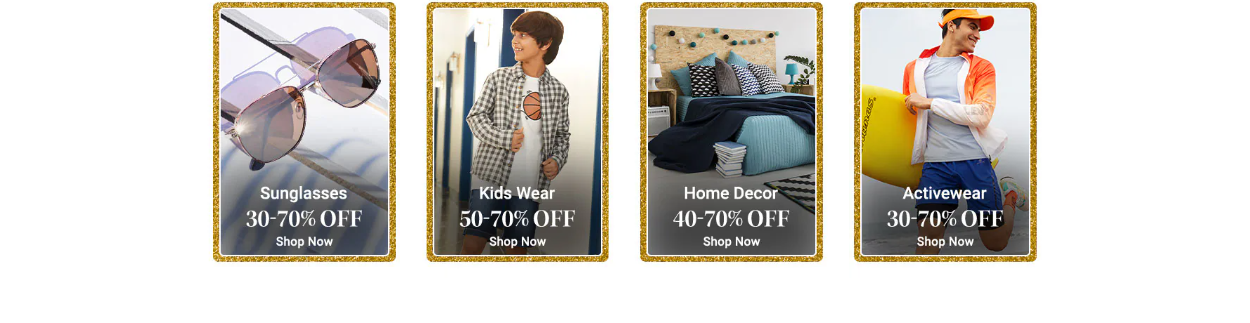 Sunglasses
30-70% OFF
Shop Now
Kids Wear
50-70% OFF
Shop Now
Home Decor
40-70% OFF
Shop Now
Activewear
30-70% OFF
Shop Now